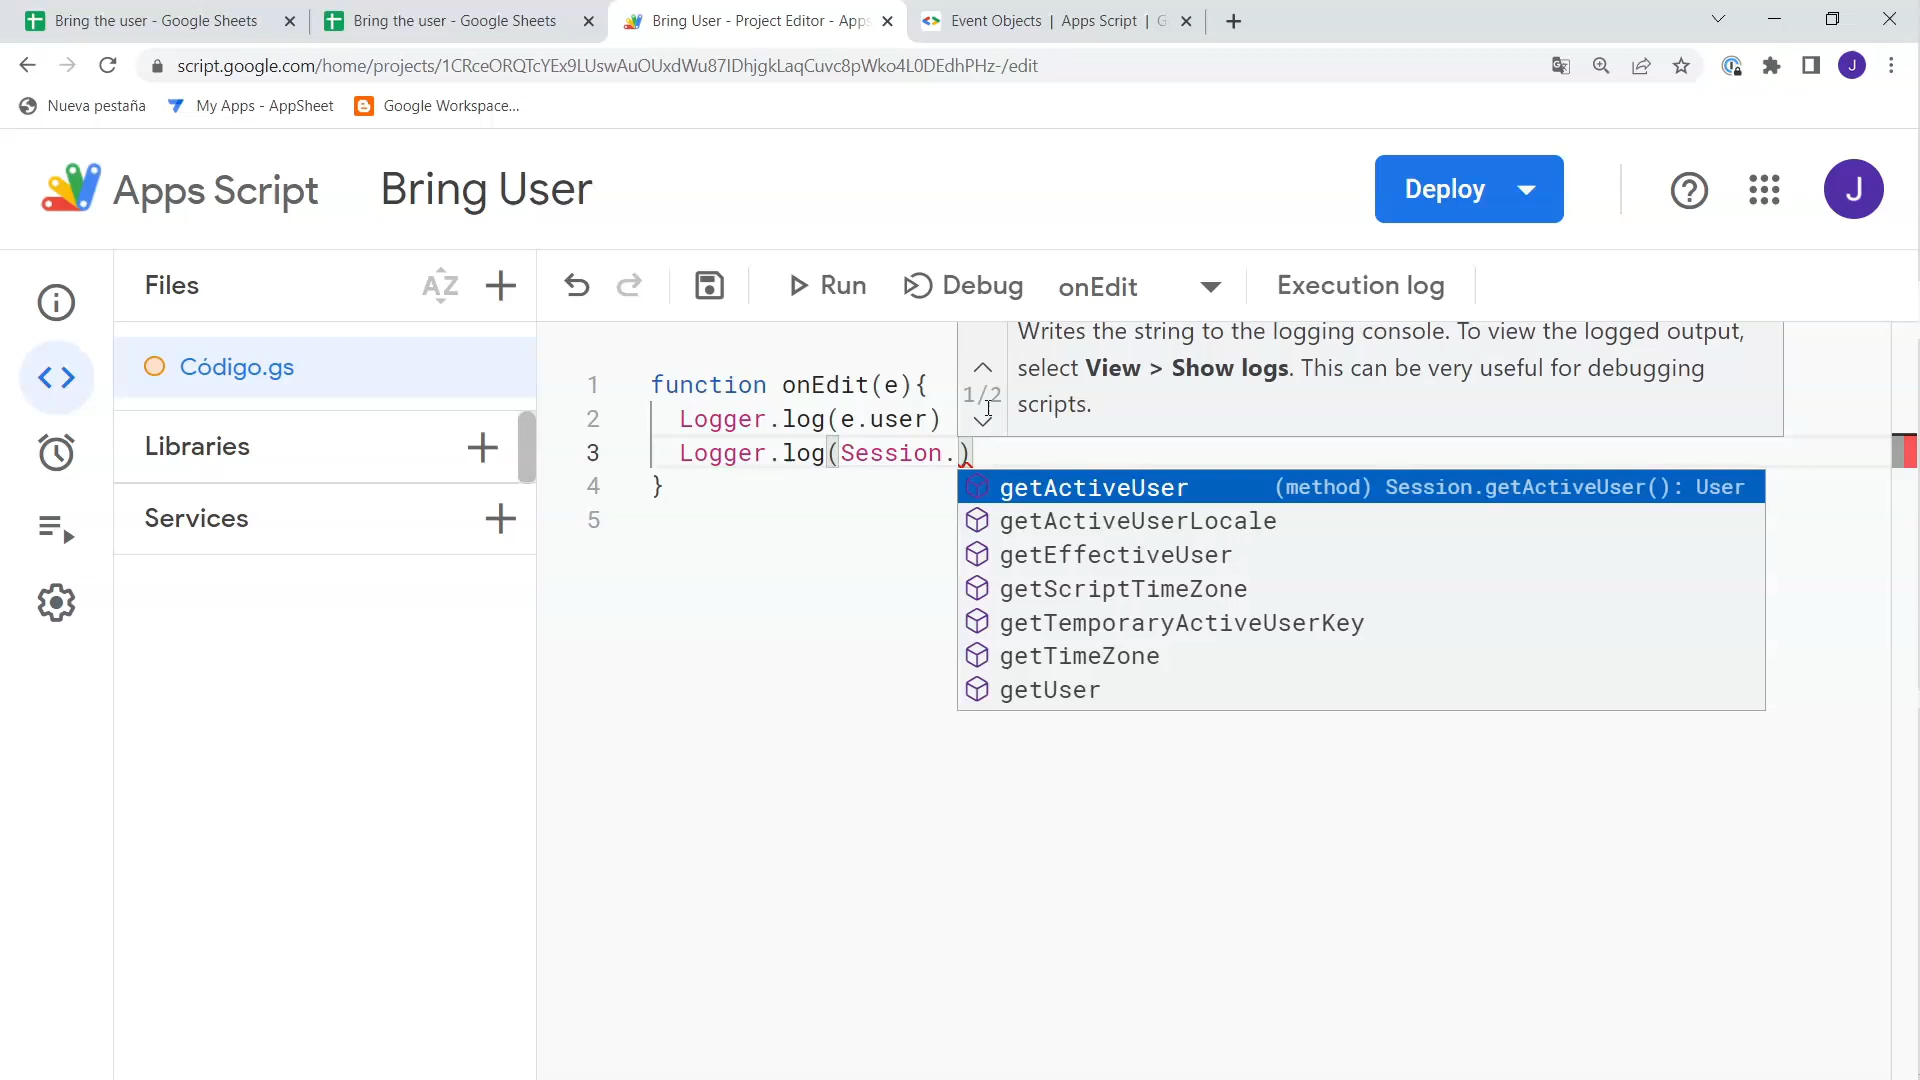 Bring the user - Google Sheets
Bring the user - Google Sheets
Bring User - Project Editor - Apps
Event Objects | Apps Script | G
script.google.com/home/projects/1CRceORQTcYEx9LUswAuOUxdWu87IDhjgkLaqCuvc8pWko4L0DEdhPHz-/edit
J
Nueva pestaña
My Apps - AppSheet
Google Workspace...
Apps Script
Bring User
Deploy
J
Files
AZ
Run
Debug
onEdit
Execution log
Código.gs
Libraries
Services
Writes the string to the logging console. To view the logged output,
select View > Show logs. This can be very useful for debugging
scripts.
1/2
1 function onEdit(e){
2 Logger.log(e.user)
3 Logger.log(Session.)
4 }
5
getActiveUser (method) Session.getActiveUser(): User
getActiveUserLocale
getEffectiveUser
getScriptTimeZone
getTemporaryActiveUserKey
getTimeZone
getUser